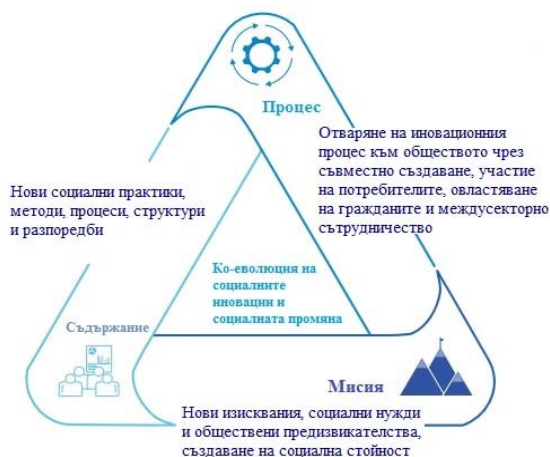 Процес
Отваряне на иновационния
процес към обществото чрез
съвместно създаване, участие
на потребителите, овластяване
на гражданите и междусекторно
сътрудничество
Нови социални практики,
методи, процеси, структури
и разпоредби
Ко-еволюция на
социалните
иновации и
социалната промяна
Съдържание
Мисия
Нови изисквания, социални нужди
и обществени предизвикателства,
създаване на социална стойност